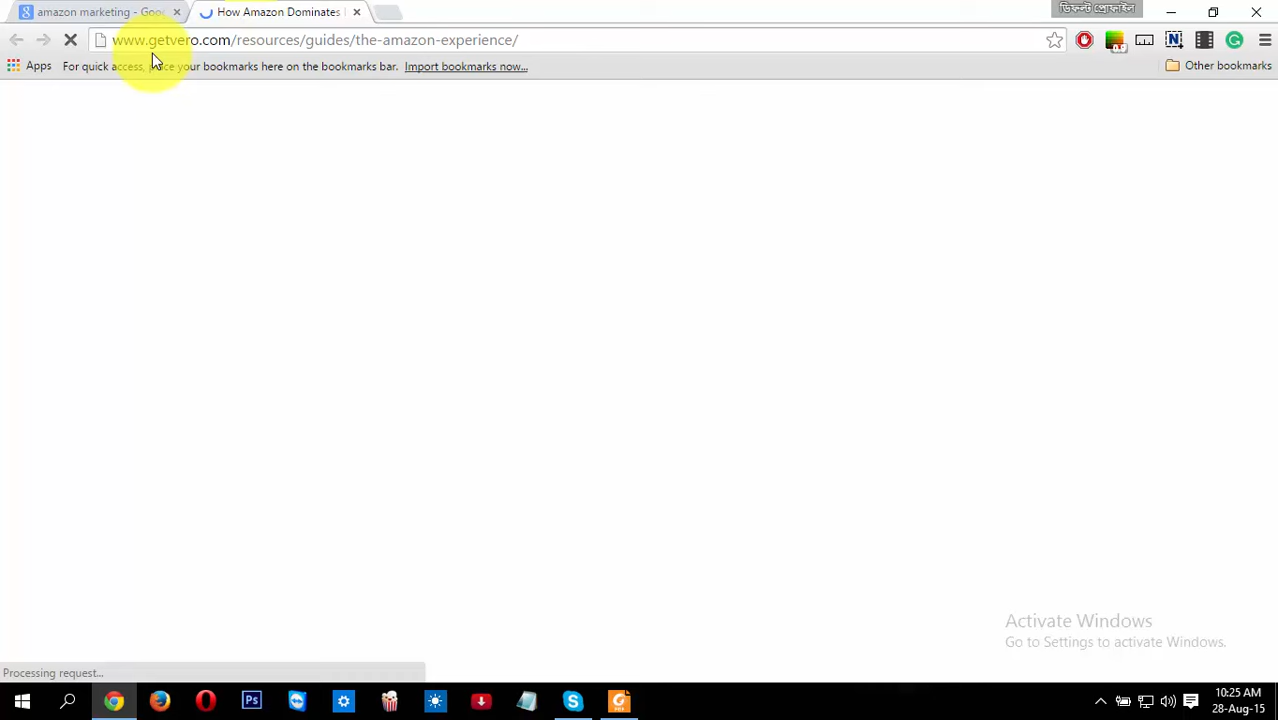 amazon marketing - Goo
How Amazon Dominates
ডিফল্ট প্রোফাইল
www.getvero.com/resources/guides/the-amazon-experience/
Apps
For quick access, place your bookmarks here on the bookmarks bar. Import bookmarks now...
Other bookmarks
Activate Windows
Go to Settings to activate Windows.
Processing request...
Ps
PDF
10:25 AM
28-Aug-15